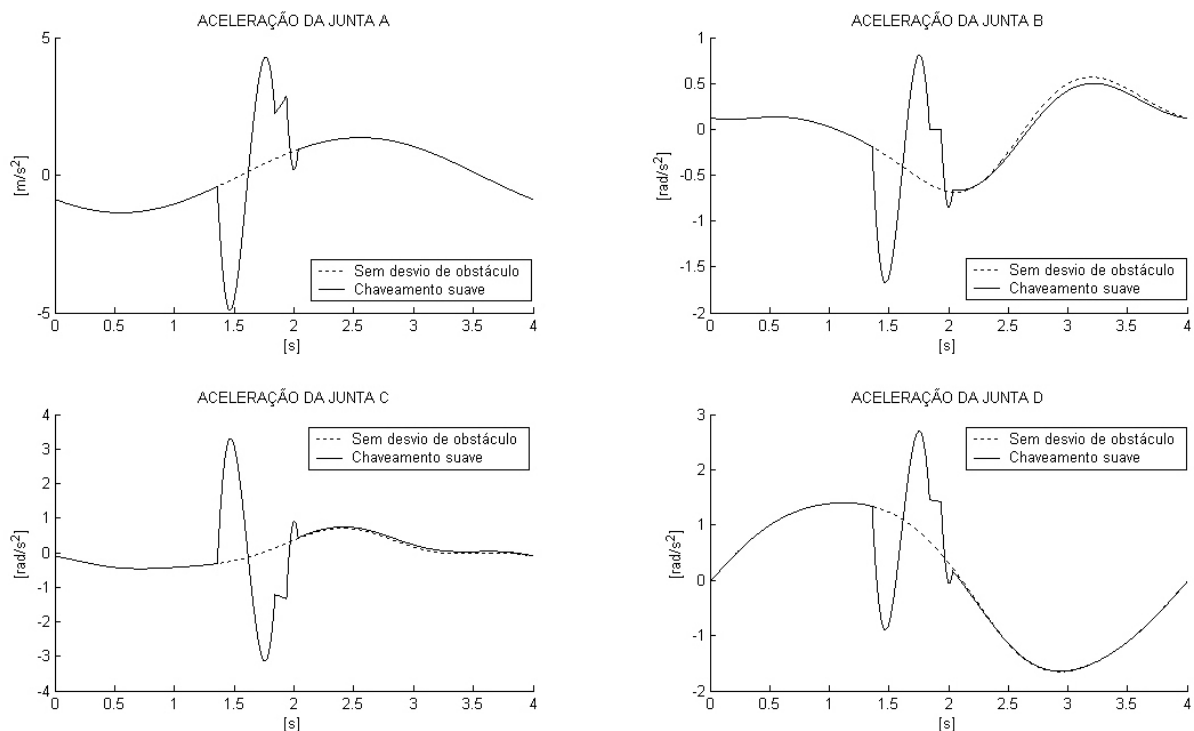 ACELERAÇÃO DA JUNTA A
5
0
-5
[m/s²]
Sem desvio de obstáculo
Chaveamento suave
0 0.5 1 1.5 2 2.5 3 3.5 4
[s]
ACELERAÇÃO DA JUNTA B
1
0.5
0
-0.5
-1
-1.5
-2
[rad/s²]
Sem desvio de obstáculo
Chaveamento suave
0 0.5 1 1.5 2 2.5 3 3.5 4
[s]
ACELERAÇÃO DA JUNTA C
4
3
2
1
0
-1
-2
-3
-4
[rad/s²]
Sem desvio de obstáculo
Chaveamento suave
0 0.5 1 1.5 2 2.5 3 3.5 4
[s]
ACELERAÇÃO DA JUNTA D
3
2
1
0
-1
-2
[rad/s²]
Sem desvio de obstáculo
Chaveamento suave
0 0.5 1 1.5 2 2.5 3 3.5 4
[s]